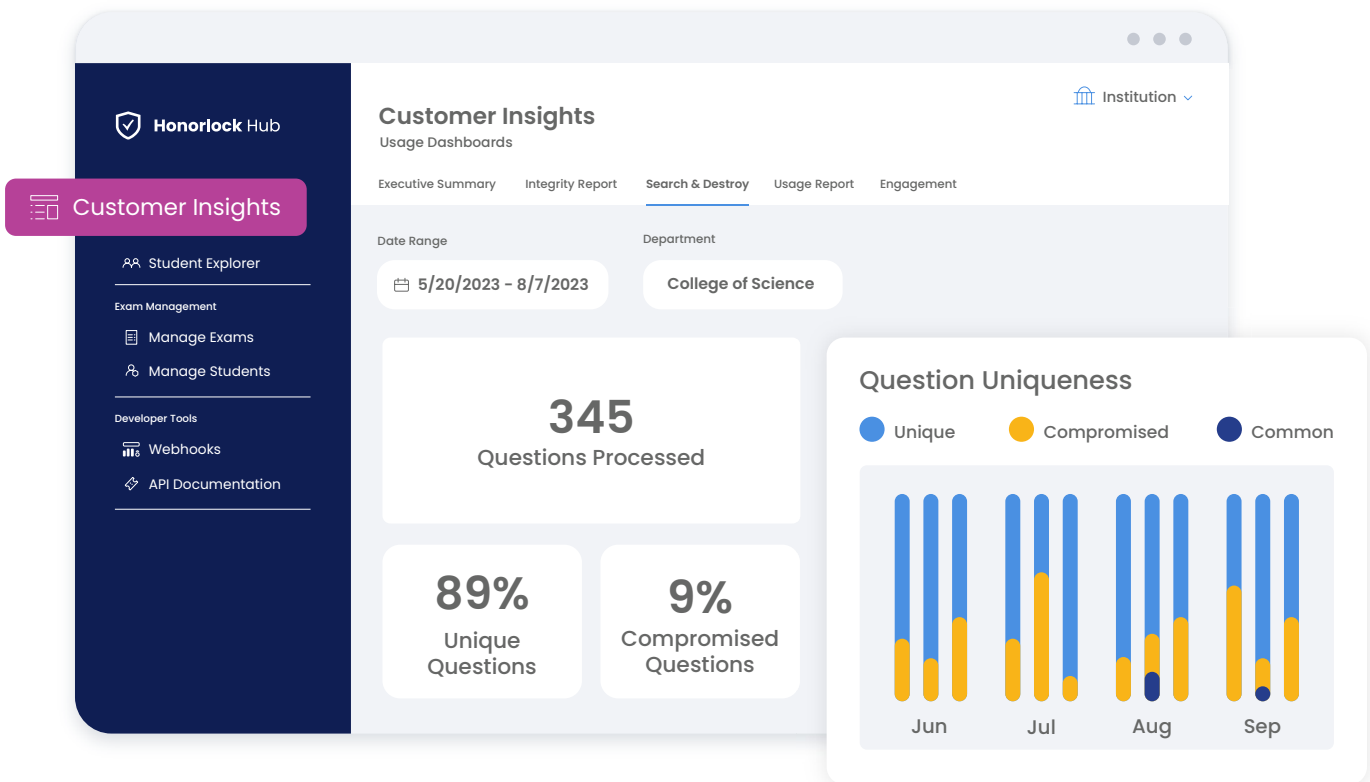 Honorlock Hub
Customer Insights
Student Explorer
Exam Management
Manage Exams
Manage Students
Developer Tools
Webhooks
API Documentation
Customer Insights
Usage Dashboards
Institution
Executive Summary Integrity Report Search & Destroy Usage Report Engagement
Date Range Department
5/20/2023 - 8/7/2023 College of Science
345
Questions Processed
89%
Unique
Questions
9%
Compromised
Questions
Question Uniqueness
Unique Compromised Common
Jun Jul Aug Sep